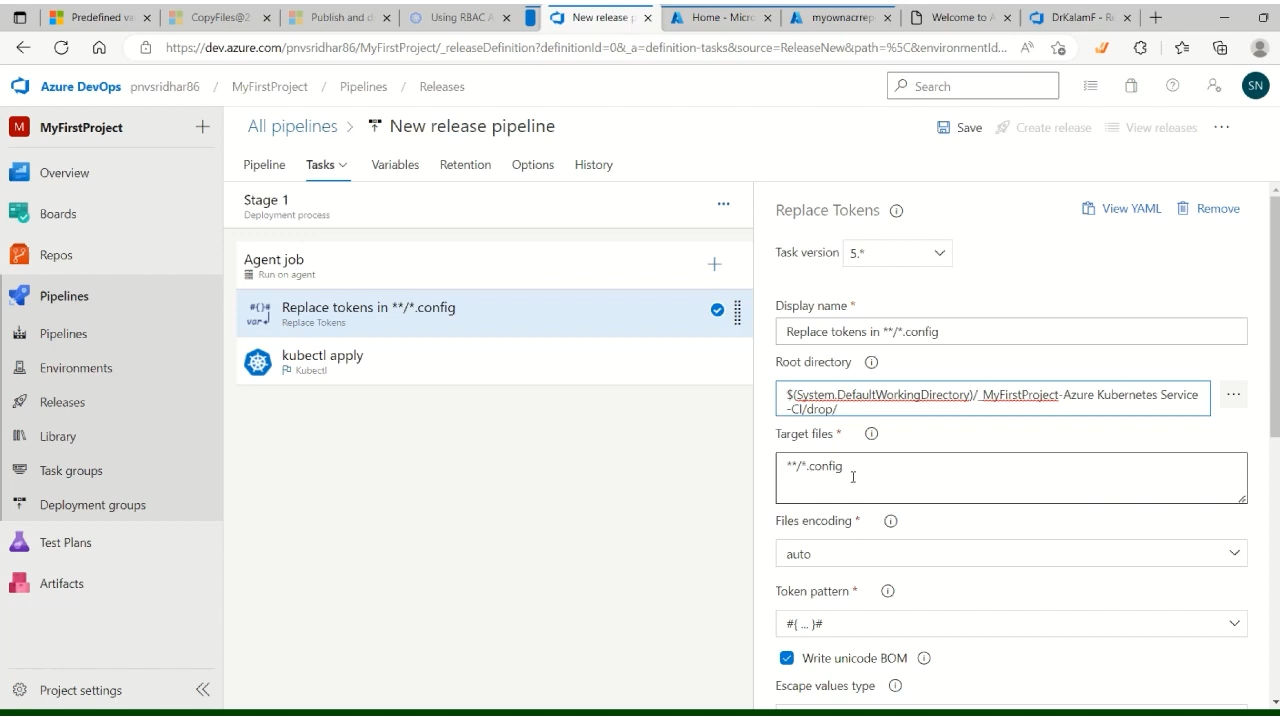 Predefined va
CopyFiles@2
Publish and d
Using RBAC A
New release p
Home - Micro
myownacrrep
Welcome to A
DrKalamF - R
https://dev.azure.com/pnvsridhar86/MyFirstProject/_releaseDefinition?definitionId=0&_a=definition-tasks&source=ReleaseNew&path=%5C&environmentId...
Azure DevOps pnvsridhar86 / MyFirstProject / Pipelines / Releases
Search
SN
M MyFirstProject
Overview
Boards
Repos
Pipelines
Pipelines
Environments
Releases
Library
Task groups
Deployment groups
Test Plans
Artifacts
Project settings
All pipelines > New release pipeline
Save
Create release
View releases
Pipeline Tasks Variables Retention Options History
Stage 1
Deployment process
Agent job
Run on agent
#{}#
var
Replace tokens in **/*.config
Replace Tokens
kubectl apply
Kubectl
Replace Tokens
View YAML
Remove
Task version 5.*
Display name *
Replace tokens in **/*.config
Root directory
$(System.DefaultWorkingDirectory)/_MyFirstProject-Azure Kubernetes Service
-CI/drop/
Target files *
**/*.config
Files encoding *
auto
Token pattern *
#{ ... }#
Write unicode BOM
Escape values type